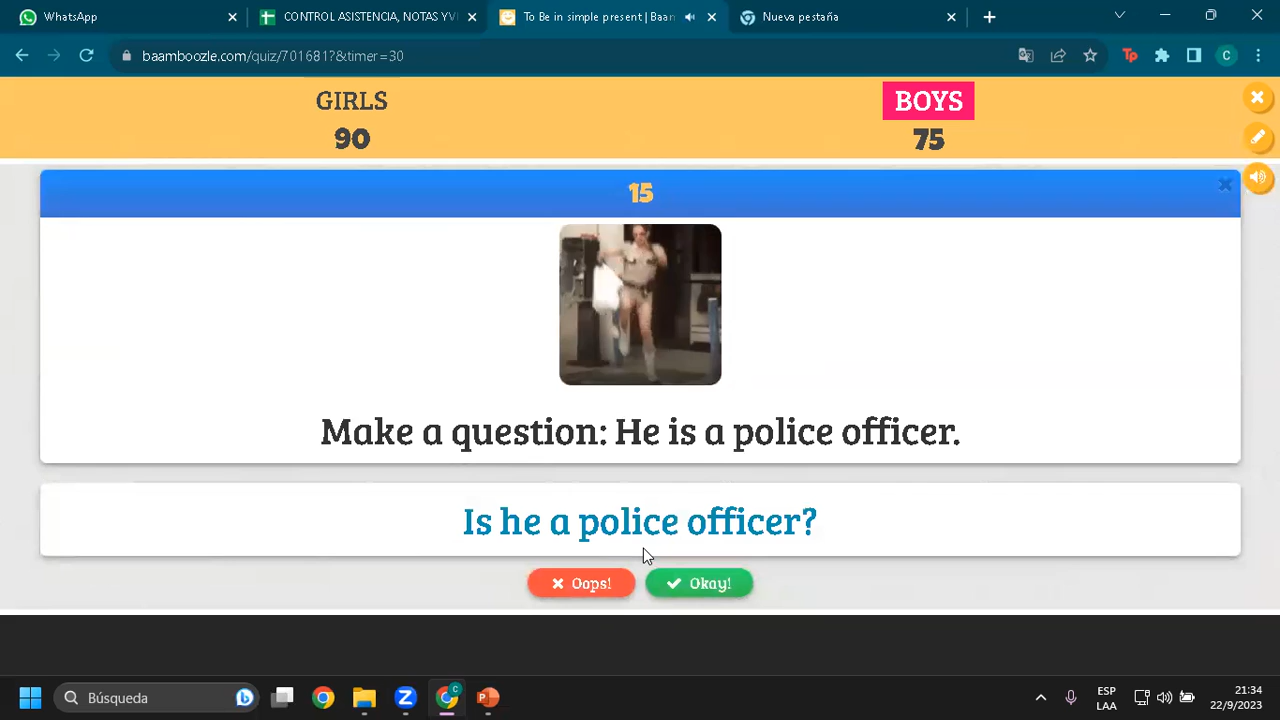 WhatsApp
CONTROL ASISTENCIA, NOTAS YVE
To Be in simple present | Baan
Nueva pestaña
baamboozle.com/quiz/701681?&timer=30
Tp
C
GIRLS
BOYS
90
75
15
Make a question: He is a police officer.
Is he a police officer?
Oops!
Okay!
Búsqueda
b
Z
C
P
ESP
LAA
21:34
22/9/2023